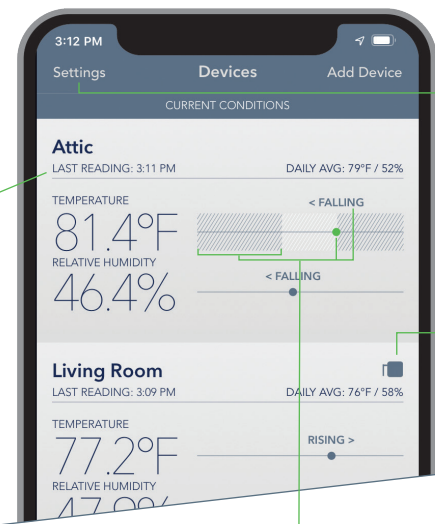 3:12 PM
Settings Devices Add Device
CURRENT CONDITIONS
Attic
LAST READING: 3:11 PM DAILY AVG: 79°F / 52%
TEMPERATURE
< FALLING
81.4°F
RELATIVE HUMIDITY
< FALLING
46.4%
Living Room
LAST READING: 3:09 PM DAILY AVG: 76°F / 58%
TEMPERATURE
RISING >
77.2°F
RELATIVE HUMIDITY